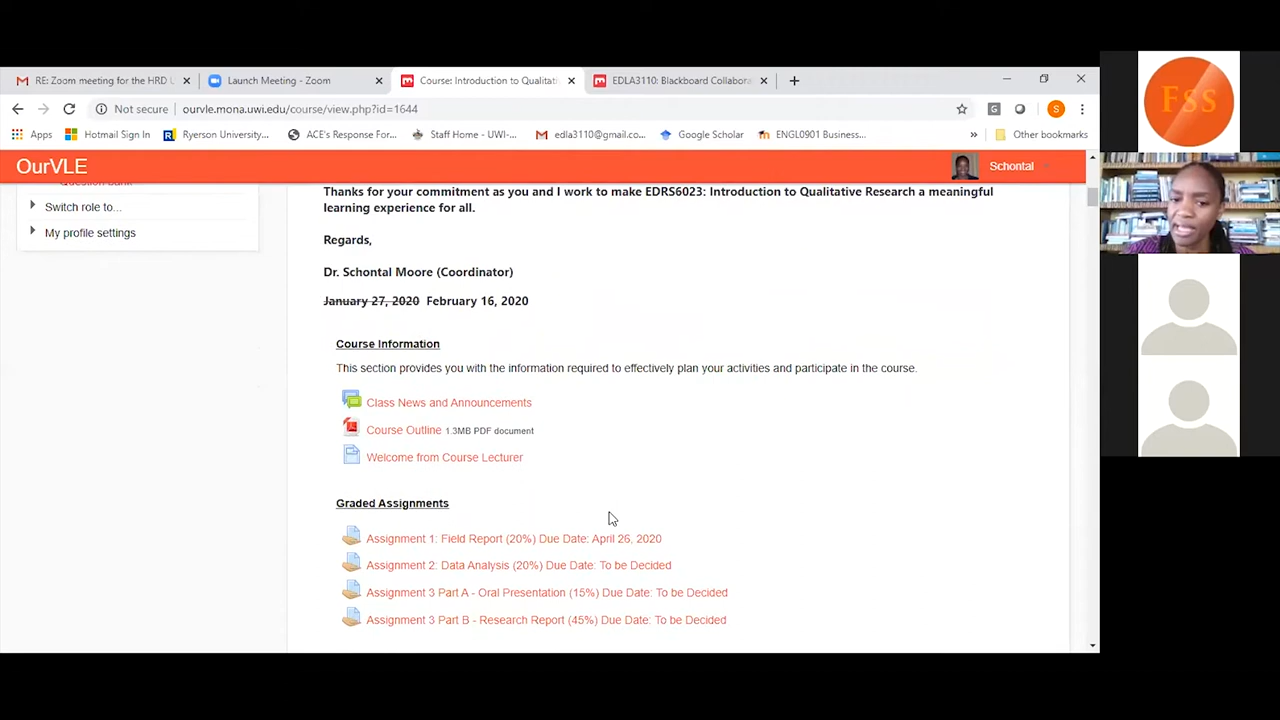 RE: Zoom meeting for the HRD U
Launch Meeting - Zoom
Course: Introduction to Qualitati
EDLA3110: Blackboard Collabora
Not secure
ourvle.mona.uwi.edu/course/view.php?id=1644
S
Apps
Hotmail Sign In
Ryerson University...
ACE's Response For...
Staff Home - UWI-...
edla3110@gmail.co...
Google Scholar
ENGL0901 Business...
»
Other bookmarks
OurVLE
Schontal
Question bank
Switch role to...
My profile settings
Thanks for your commitment as you and I work to make EDRS6023: Introduction to Qualitative Research a meaningful
learning experience for all.
Regards,
Dr. Schontal Moore (Coordinator)
January 27, 2020 February 16, 2020
Course Information
This section provides you with the information required to effectively plan your activities and participate in the course.
Class News and Announcements
Course Outline 1.3MB PDF document
Welcome from Course Lecturer
Graded Assignments
Assignment 1: Field Report (20%) Due Date: April 26, 2020
Assignment 2: Data Analysis (20%) Due Date: To be Decided
Assignment 3 Part A - Oral Presentation (15%) Due Date: To be Decided
Assignment 3 Part B - Research Report (45%) Due Date: To be Decided
FSS